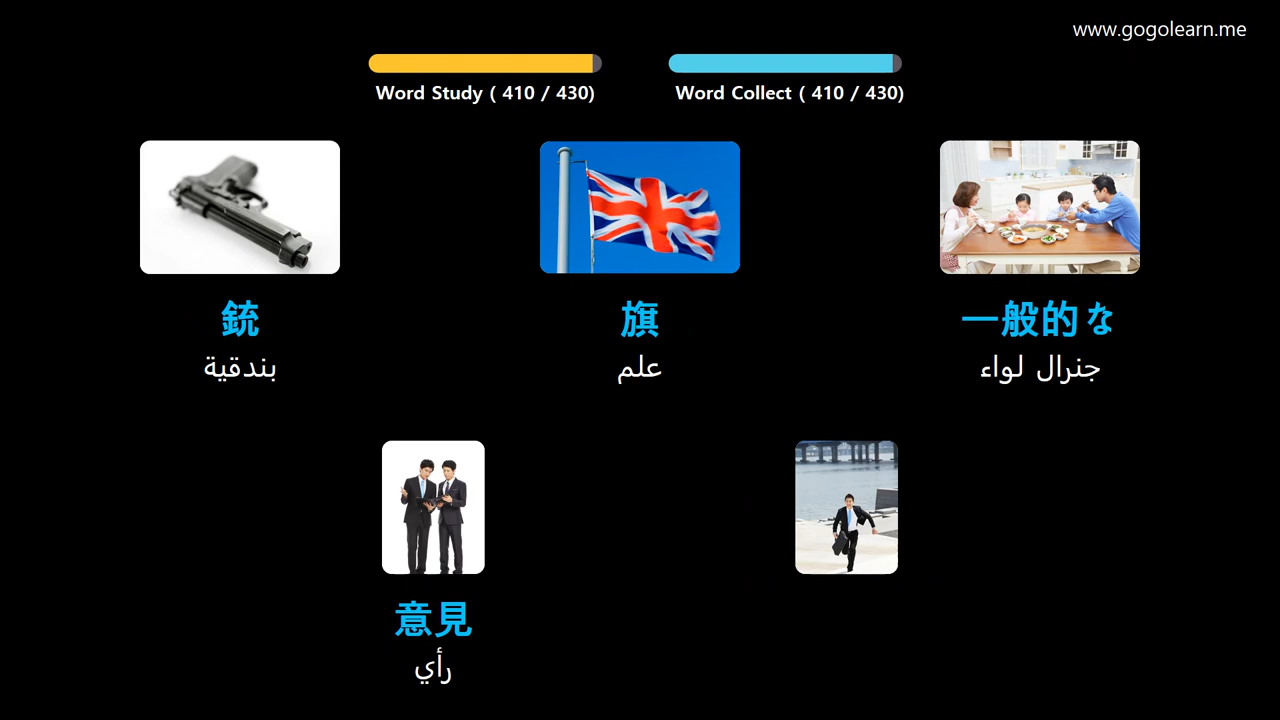 www.gogolearn.me
Word Study ( 410 / 430)
Word Collect ( 410 / 430)
銃
بندقية
旗
علم
一般的な
جنرال لواء
意見
رأي